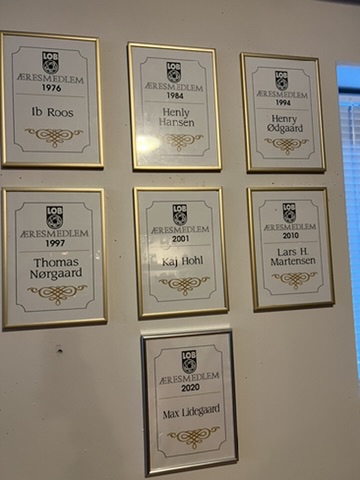 LOB
ÆRESMEDLEM
1976
Ib Roos
LOB
ÆRESMEDLEM
1984
Henly
Hansen
LOB
ÆRESMEDLEM
1994
Henry
Ødgaard
LOB
ÆRESMEDLEM
1997
Thomas
Nørgaard
LOB
ÆRESMEDLEM
2001
Kaj Hohl
LOB
ÆRESMEDLEM
2010
Lars H.
Martensen
LOB
ÆRESMEDLEM
2020
Max Lidegaard